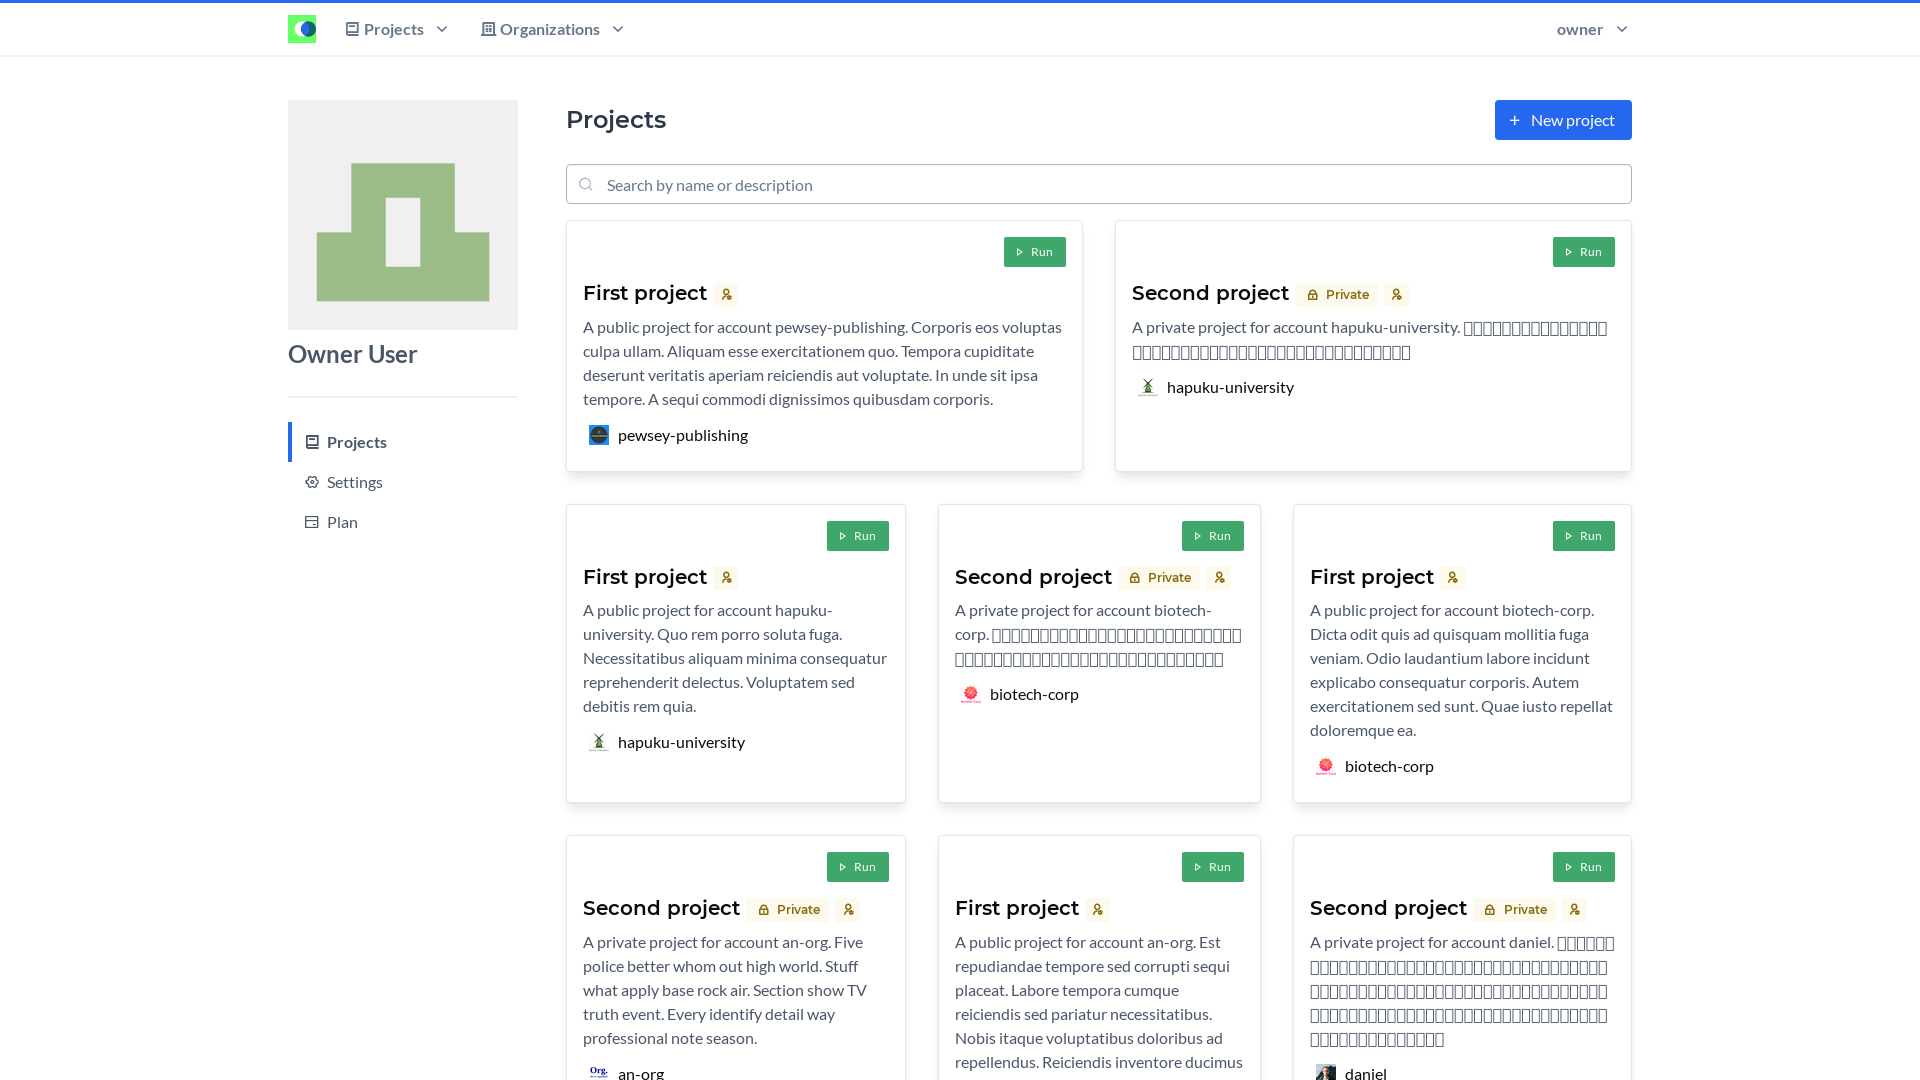 Projects
Organizations
owner
Owner User
Projects
Settings
Plan
Projects
New project
Search by name or description
Run
First project
A public project for account pewsey-publishing. Corporis eos voluptas
culpa ullam. Aliquam esse exercitationem quo. Tempora cupiditate
deserunt veritatis aperiam reiciendis aut voluptate. In unde sit ipsa
tempore. A sequi commodi dignissimos quibusdam corporis.
pewsey-publishing
Run
Second project
Private
A private project for account hapuku-university.
hapuku-university
Run
First project
A public project for account hapuku-
university. Quo rem porro soluta fuga.
Necessitatibus aliquam minima consequatur
reprehenderit delectus. Voluptatem sed
debitis rem quia.
hapuku-university
Run
Second project
Private
A private project for account biotech-
corp.
biotech-corp
Run
First project
A public project for account biotech-corp.
Dicta odit quis ad quisquam mollitia fuga
veniam. Odio laudantium labore incidunt
explicabo consequatur corporis. Autem
exercitationem sed sunt. Quae iusto repellat
doloremque ea.
biotech-corp
Run
Second project
Private
A private project for account an-org. Five
police better whom out high world. Stuff
what apply base rock air. Section show TV
truth event. Every identify detail way
professional note season.
Org.
an-org
Run
First project
A public project for account an-org. Est
repudiandae tempore sed corrupti sequi
placeat. Labore tempora cumque
reiciendis sed pariatur necessitatibus.
Nobis itaque voluptatibus doloribus ad
repellendus. Reiciendis inventore ducimus
Run
Second project
Private
A private project for account daniel.
daniel